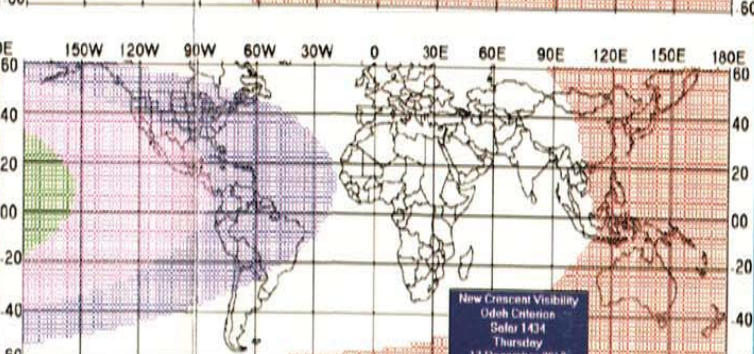 60
150W 120W 90W 60W 30W 0 30E 60E 90E 120E 150E 180E
60 60
40 40
20 20
00 00
-20 -20
-40 -40
New Crescent Visibility
Odeh Criterion
Safar 1434
Thursday